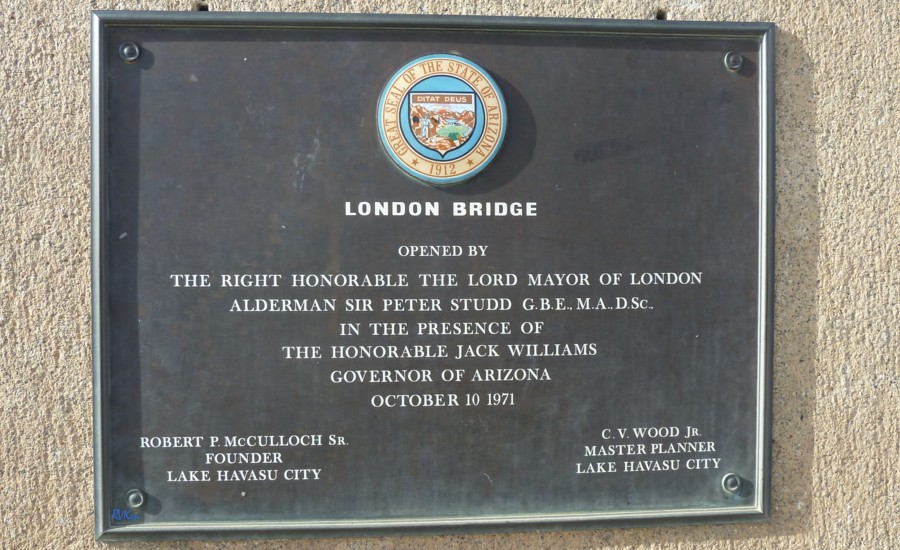 GREAT SEAL OF THE STATE OF ARIZONA
DITAT DEUS
1912
LONDON BRIDGE
OPENED BY
THE RIGHT HONORABLE THE LORD MAYOR OF LONDON
ALDERMAN SIR PETER STUDD G.B.E., M.A., D.Sc.,
IN THE PRESENCE OF
THE HONORABLE JACK WILLIAMS
GOVERNOR OF ARIZONA
OCTOBER 10 1971
ROBERT P. McCULLOCH SR.
FOUNDER
LAKE HAVASU CITY
C.V. WOOD JR.
MASTER PLANNER
LAKE HAVASU CITY